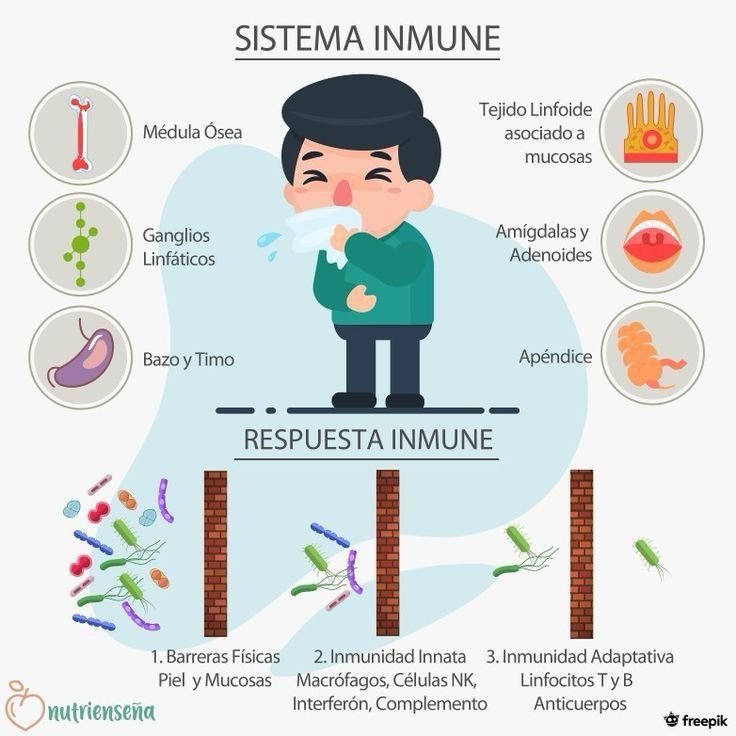 SISTEMA INMUNE
Médula Ósea
Ganglios
Linfáticos
Bazo y Timo
Tejido Linfoide
asociado a
mucosas
Amígdalas y
Adenoides
Apéndice
RESPUESTA INMUNE
1. Barreras Físicas
Piel y Mucosas
2. Inmunidad Innata
Macrófagos, Células NK,
Interferón, Complemento
3. Inmunidad Adaptativa
Linfocitos T y B
Anticuerpos
nutrienseña
freepik